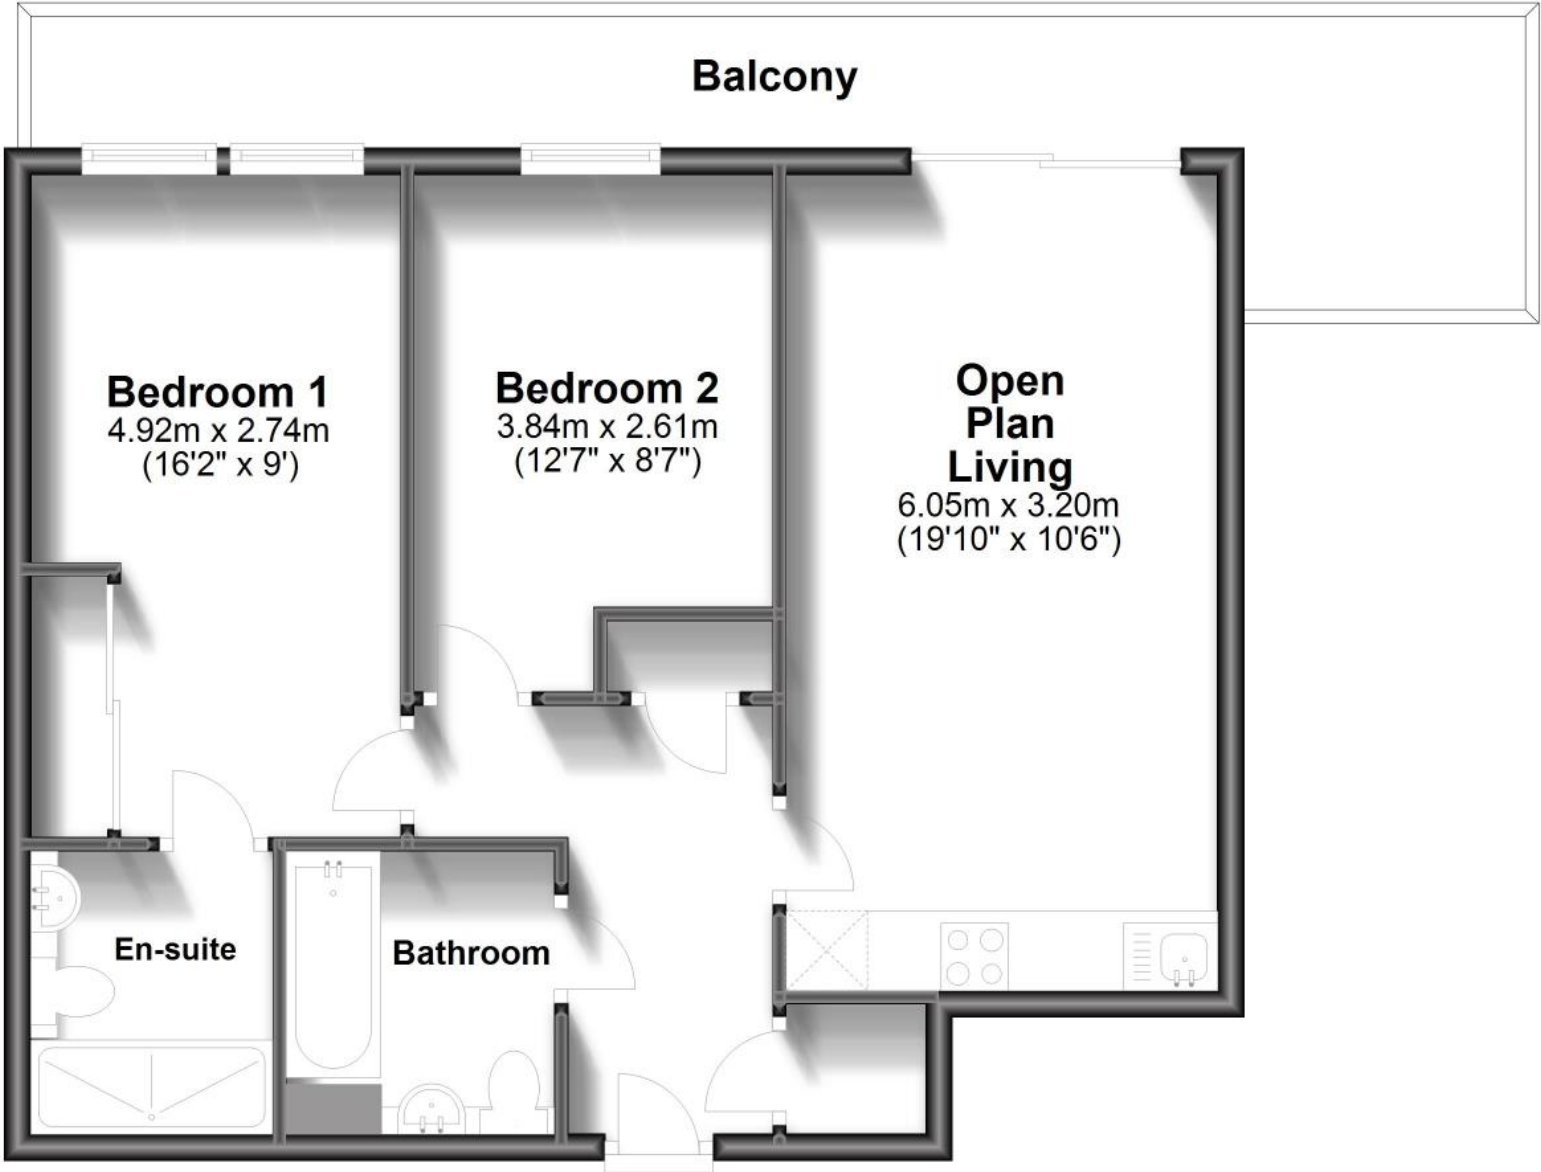 Balcony
Bedroom 1
4.92m x 2.74m
(16'2" x 9')
Bedroom 2
3.84m x 2.61m
(12'7" x 8'7")
Open
Plan
Living
6.05m x 3.20m
(19'10" x 10'6")
En-suite
Bathroom